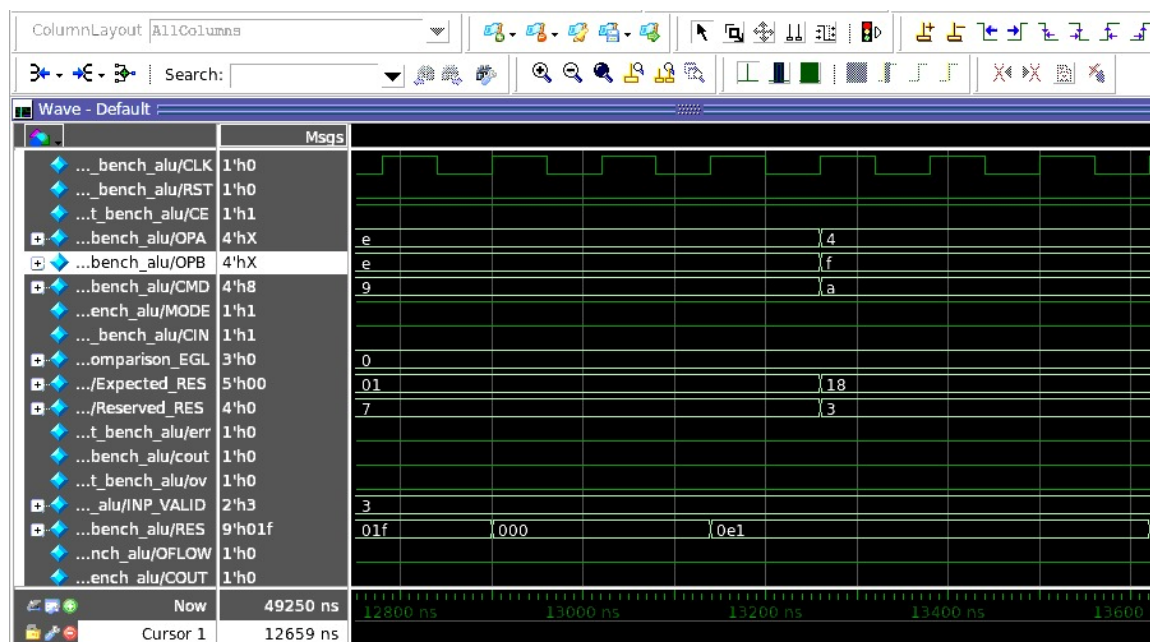 ColumnLayout AllColumns
Search:
Wave - Default
Msgs
..._bench_alu/CLK 1'h0
..._bench_alu/RST 1'h0
...t_bench_alu/CE 1'h1
...bench_alu/OPA 4'hX e 4
...bench_alu/OPB 4'hX e f
...bench_alu/CMD 4'h8 9 a
...ench_alu/MODE 1'h1
..._bench_alu/CIN 1'h1
...omparison_EGL 3'h0 0
.../Expected_RES 5'h00 01 18
.../Reserved_RES 4'h0 7 3
...t_bench_alu/err 1'h0
...bench_alu/cout 1'h0
...t_bench_alu/ov 1'h0
..._alu/INP_VALID 2'h3 3
...bench_alu/RES 9'h01f 01f 000 0e1
...nch_alu/OFLOW 1'h0
...ench_alu/COUT 1'h0
Now 49250 ns 12800 ns 13000 ns 13200 ns 13400 ns 13600
Cursor 1 12659 ns